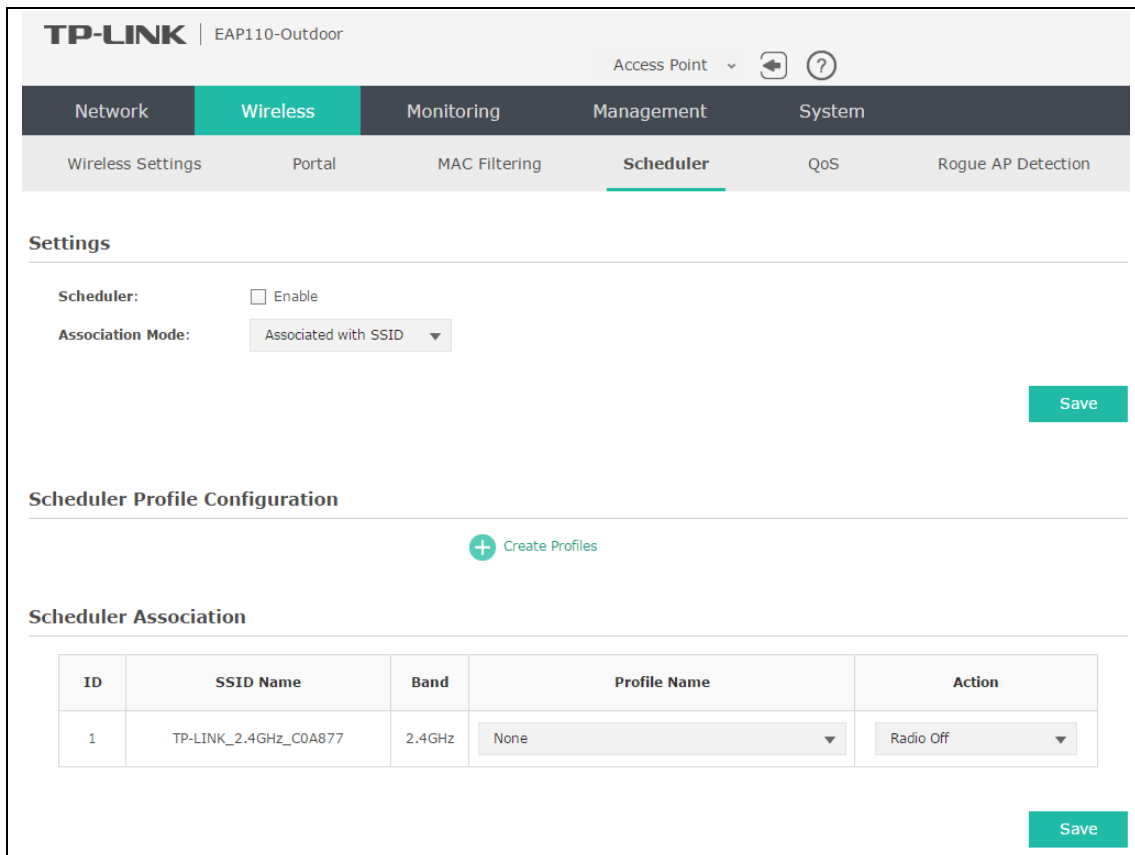 TP-LINK | EAP110-Outdoor
Access Point
?
Network Wireless Monitoring Management System
Wireless Settings Portal MAC Filtering Scheduler QoS Rogue AP Detection
Settings
Scheduler: Enable
Association Mode: Associated with SSID
Save
Scheduler Profile Configuration
Create Profiles
Scheduler Association
ID SSID Name Band Profile Name Action
1 TP-LINK_2.4GHz_C0A877 2.4GHz None Radio Off
Save